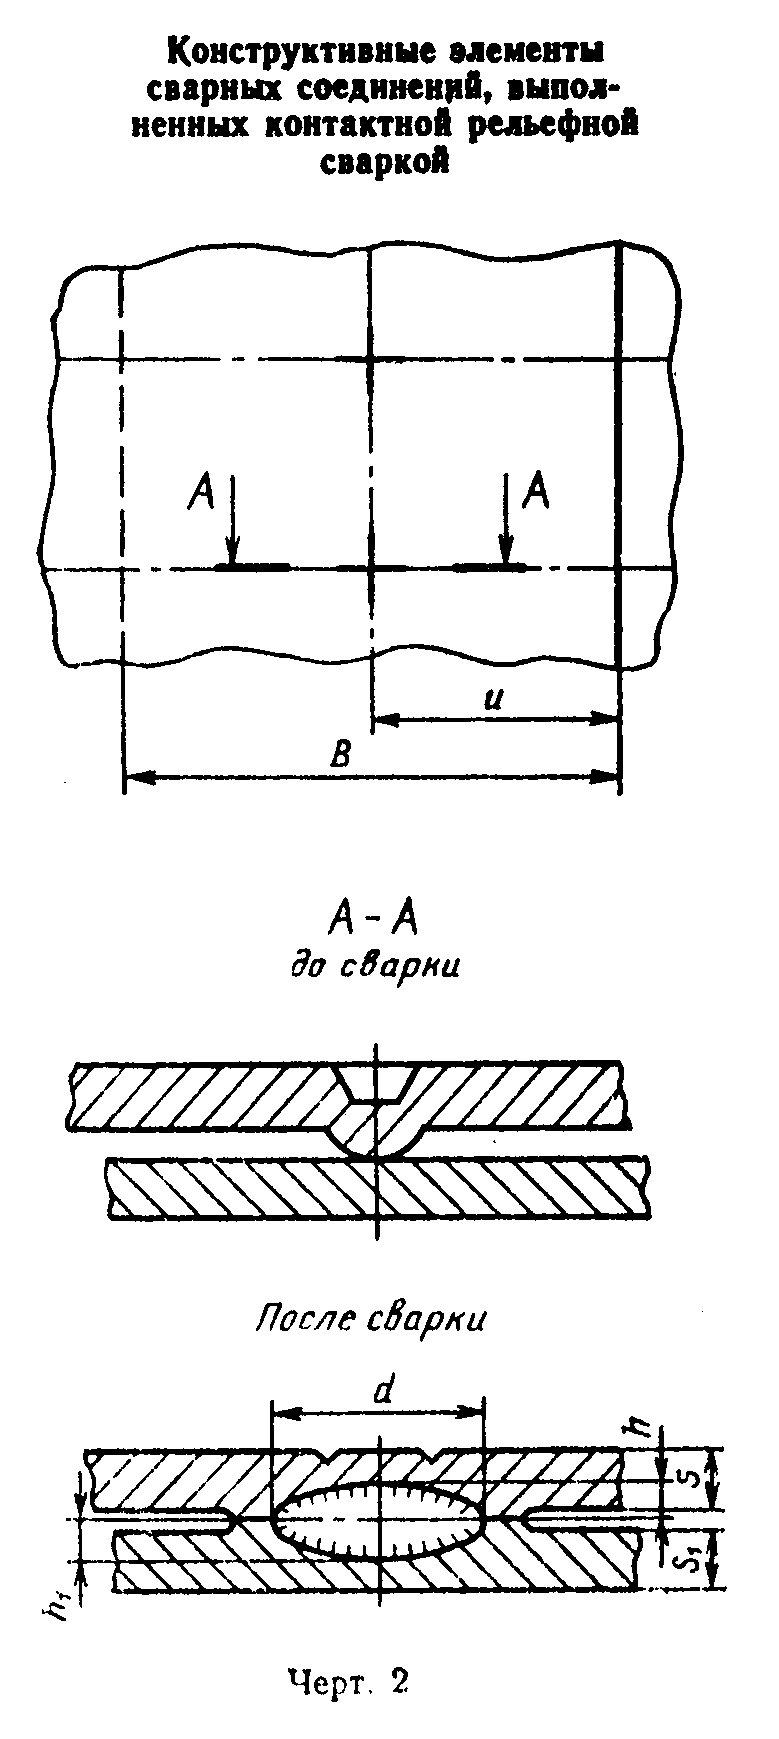 Конструктивные элементы
сварных соединений, выпол-
ненных контактной рельефной
сваркой
А А
и
В
А - А
до сварки
После сварки
d
h
S
S₁
h₁
Черт. 2